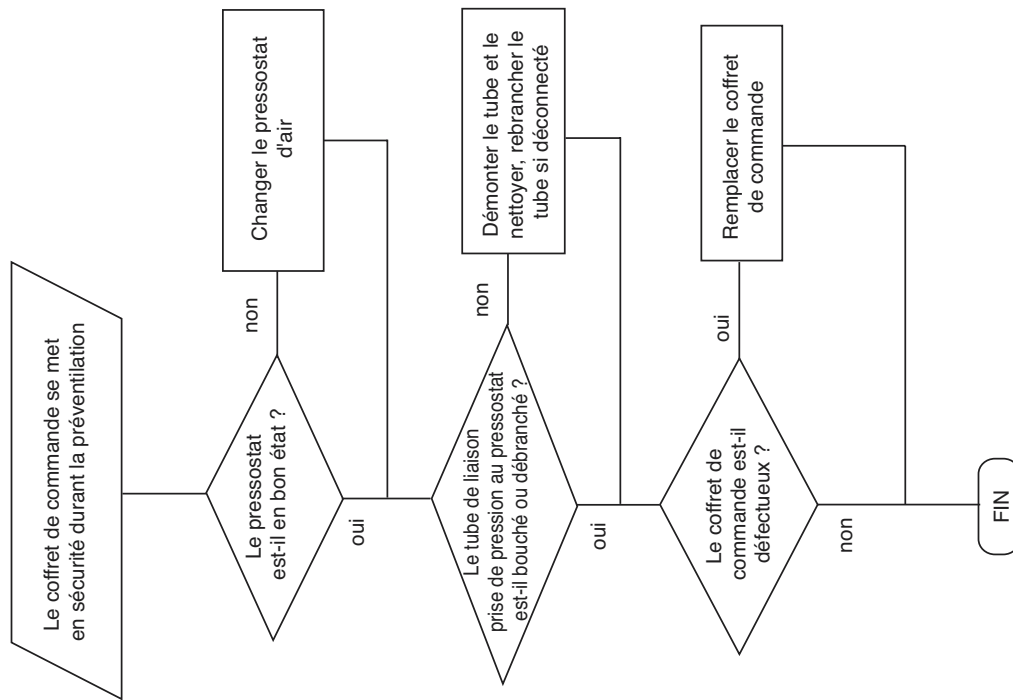 Le coffret de commande se met
en sécurité durant la préventilation
Le pressostat
est-il en bon état ?
non
Changer le pressostat
d'air
oui
Le tube de liaison
prise de pression au pressostat
est-il bouché ou débranché ?
non
Démonter le tube et le
nettoyer, rebrancher le
tube si déconnecté
oui
Le coffret de
commande est-il
défectueux ?
oui
Remplacer le coffret
de commande
non
FIN